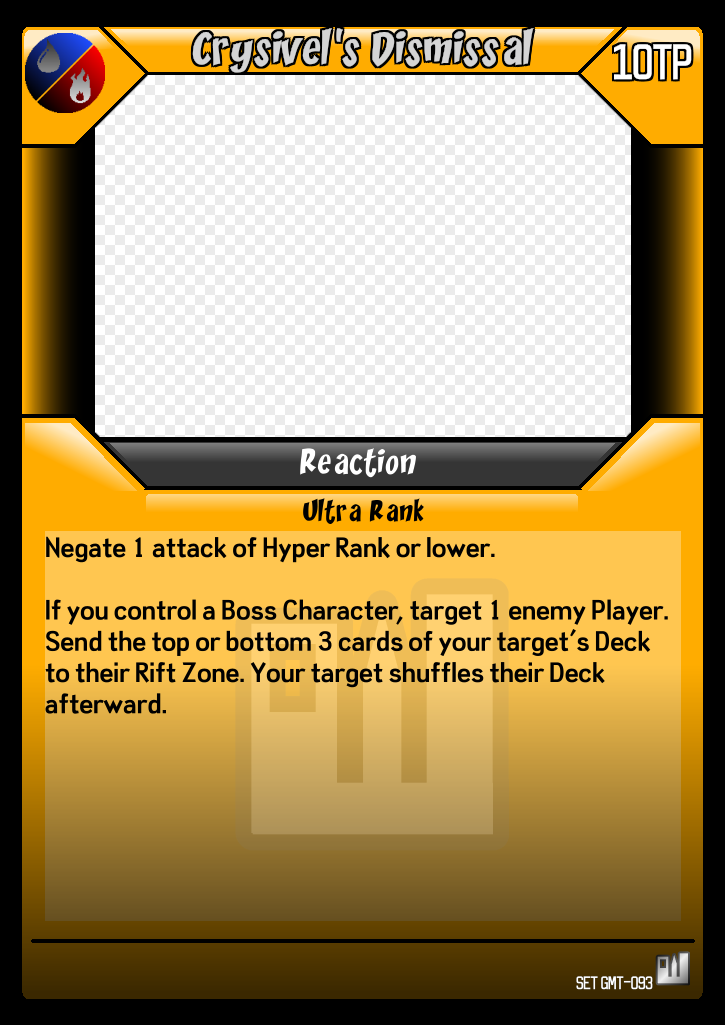 Crysivel's Dismissal
10TP
Reaction
Ultra Rank
Negate 1 attack of Hyper Rank or lower.
If you control a Boss Character, target 1 enemy Player.
Send the top or bottom 3 cards of your target's Deck
to their Rift Zone. Your target shuffles their Deck
afterward.
SET GMT-093